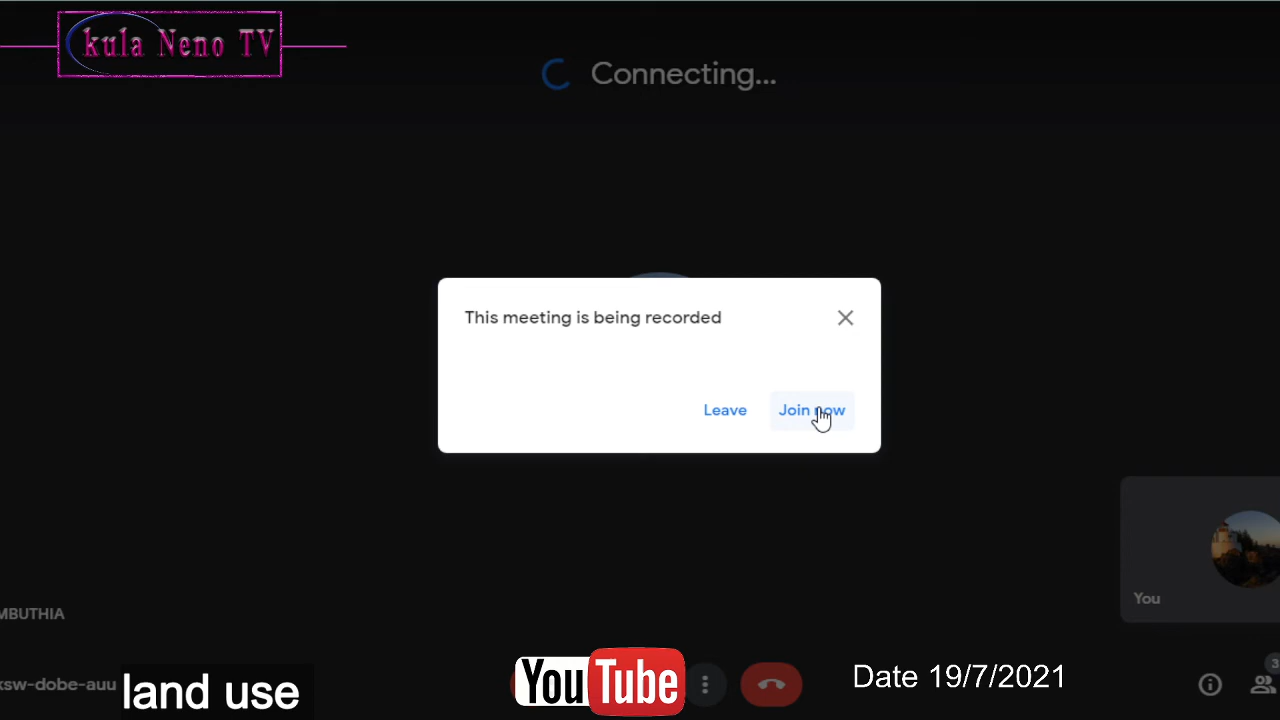 kula Neno TV
Connecting...
This meeting is being recorded
Leave
Join now
You
MBUTHIA
ksw-dobe-auu
land use
YouTube
Date 19/7/2021
3